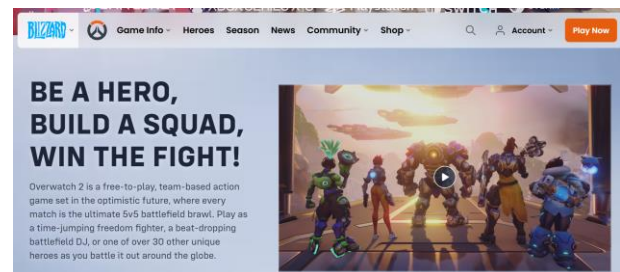 BLIZZARD
Game Info Heroes Season News Community Shop Account Play Now
BE A HERO,
BUILD A SQUAD,
WIN THE FIGHT!
Overwatch 2 is a free-to-play, team-based action
game set in the optimistic future, where every
match is the ultimate 5v5 battlefield brawl. Play as
a time-jumping freedom fighter, a beat-dropping
battlefield DJ, or one of over 30 other unique
heroes as you battle it out around the globe.